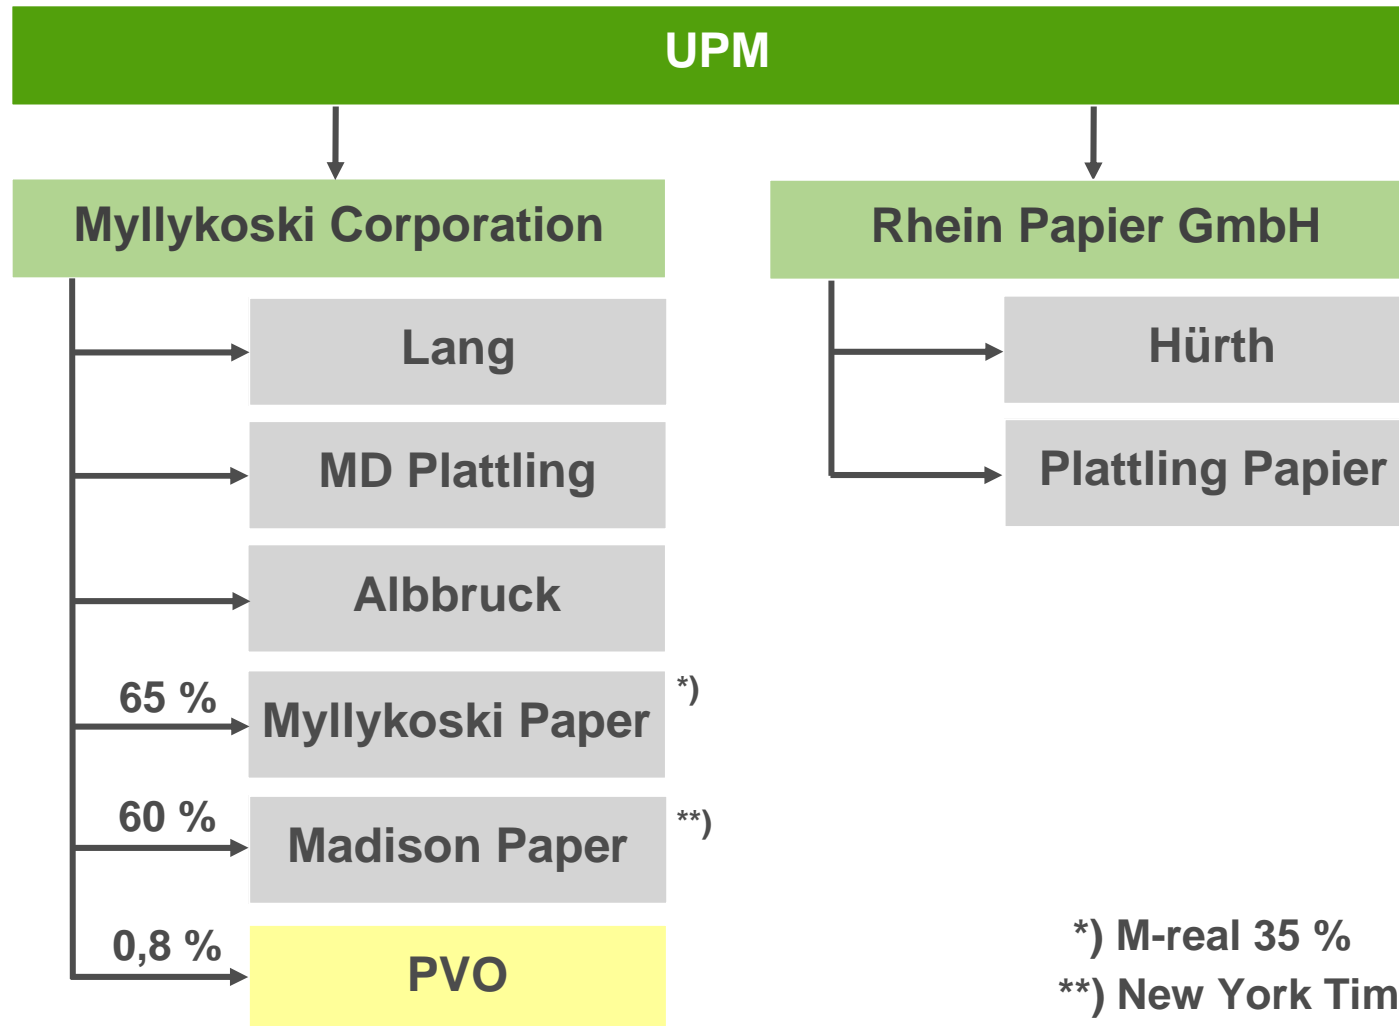 UPM
Myllykoski Corporation
Lang
MD Plattling
Albbruck
65 %
Myllykoski Paper
*)
60 %
Madison Paper
**)
0,8 %
PVO
Rhein Papier GmbH
Hürth
Plattling Papier
*) M-real 35 %
**) New York